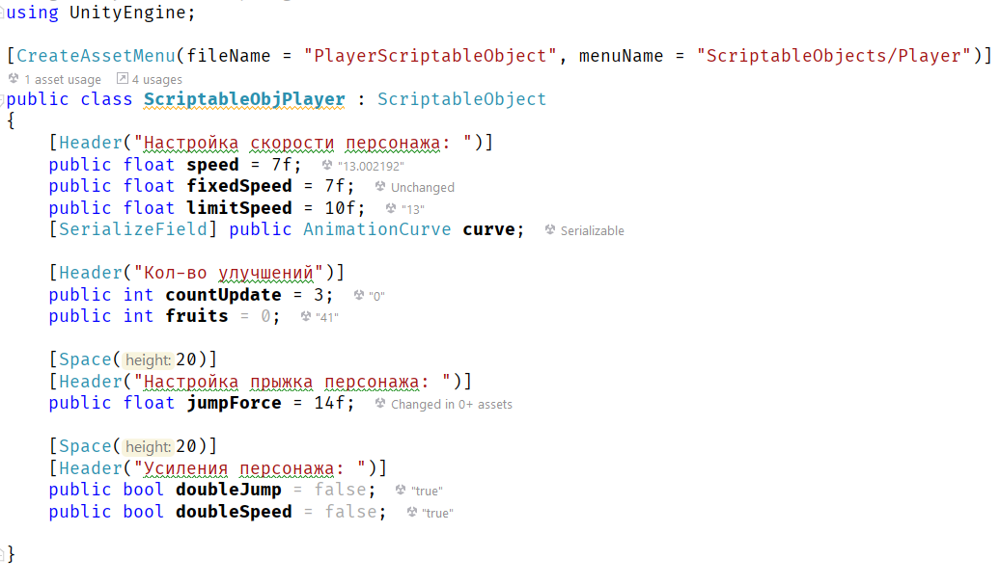 using UnityEngine;
[CreateAssetMenu(fileName = "PlayerScriptableObject", menuName = "ScriptableObjects/Player")]
1 asset usage 4 usages
public class ScriptableObjPlayer : ScriptableObject
{
[Header("Настройка скорости персонажа: ")]
public float speed = 7f; "13.002192"
public float fixedSpeed = 7f; Unchanged
public float limitSpeed = 10f; "13"
[SerializeField] public AnimationCurve curve; Serializable
[Header("Кол-во улучшений")]
public int countUpdate = 3; "0"
public int fruits = 0; "41"
[Space(height: 20)]
[Header("Настройка прыжка персонажа: ")]
public float jumpForce = 14f; Changed in 0+ assets
[Space(height: 20)]
[Header("Усиления персонажа: ")]
public bool doubleJump = false; "true"
public bool doubleSpeed = false; "true"
}